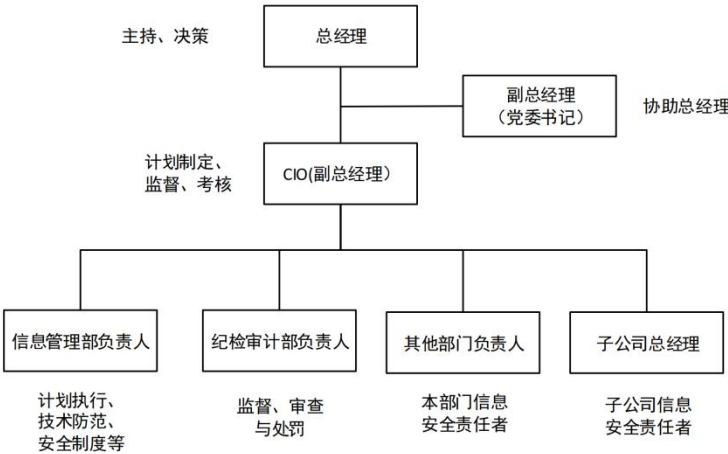 主持、决策
总经理
副总经理
（党委书记）
协助总经理
计划制定、
监督、考核
CIO(副总经理）
信息管理部负责人
纪检审计部负责人
其他部门负责人
子公司总经理
计划执行、
技术防范、
安全制度等
监督、审查
与处罚
本部门信息
安全责任者
子公司信息
安全责任者